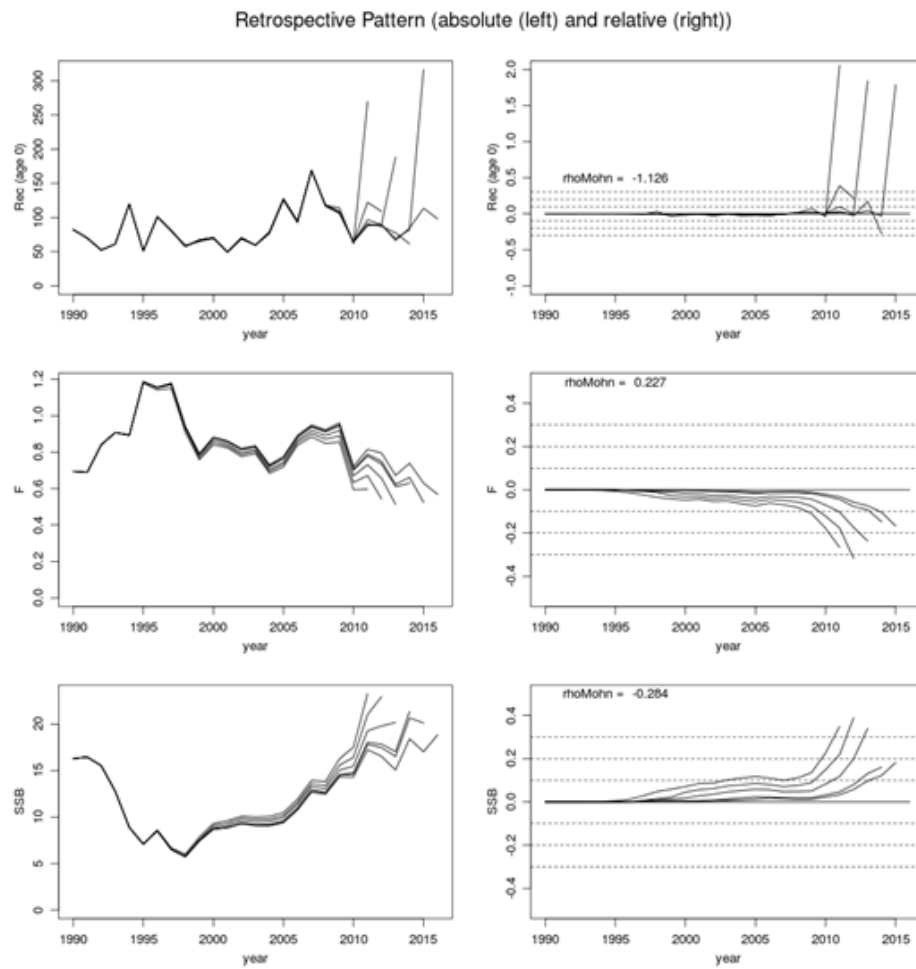 Retrospective Pattern (absolute (left) and relative (right))
Rec (age 0)
0 50 100 150 200 250 300
1990 1995 2000 2005 2010 2015
year
Rec (age 0)
-1.0 -0.5 0.0 0.5 1.0 1.5 2.0
rhoMohn = -1.126
1990 1995 2000 2005 2010 2015
year
F
0.0 0.2 0.4 0.6 0.8 1.0 1.2
1990 1995 2000 2005 2010 2015
year
F
-0.4 -0.2 0.0 0.2 0.4
rhoMohn = 0.227
1990 1995 2000 2005 2010 2015
year
SSB
0 5 10 15 20
1990 1995 2000 2005 2010 2015
year
SSB
-0.4 -0.2 0.0 0.2 0.4
rhoMohn = -0.284
1990 1995 2000 2005 2010 2015
year